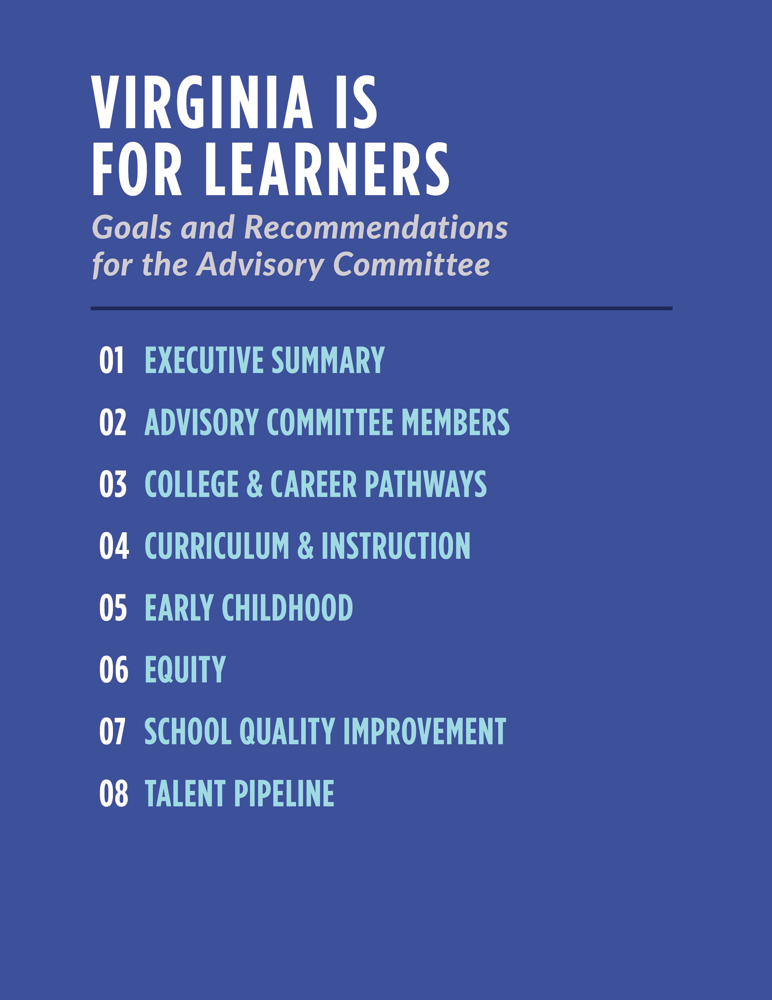 VIRGINIA IS
FOR LEARNERS
Goals and Recommendations
for the Advisory Committee
01 EXECUTIVE SUMMARY
02 ADVISORY COMMITTEE MEMBERS
03 COLLEGE & CAREER PATHWAYS
04 CURRICULUM & INSTRUCTION
05 EARLY CHILDHOOD
06 EQUITY
07 SCHOOL QUALITY IMPROVEMENT
08 TALENT PIPELINE